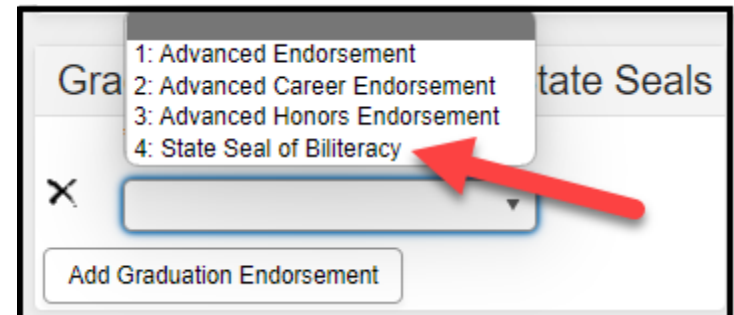 1: Advanced Endorsement
2: Advanced Career Endorsement
3: Advanced Honors Endorsement
4: State Seal of Biliteracy
Gra tate Seals
Add Graduation Endorsement